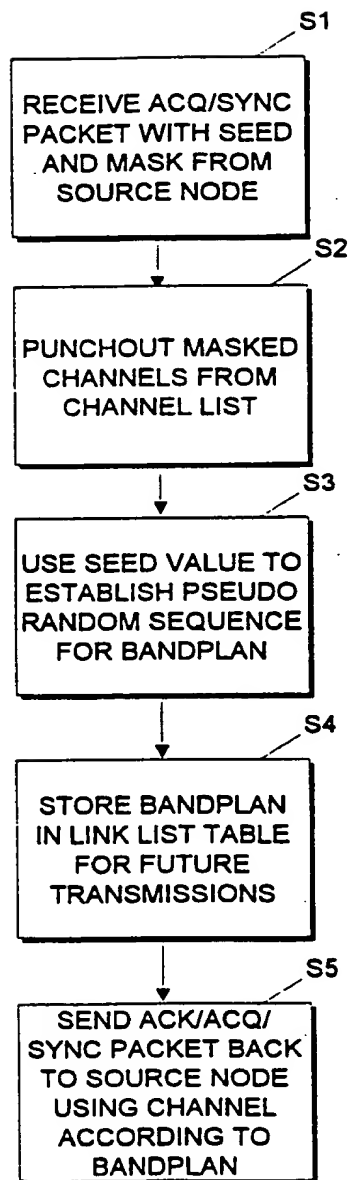 S1
RECEIVE ACQ/SYNC
PACKET WITH SEED
AND MASK FROM
SOURCE NODE
S2
PUNCHOUT MASKED
CHANNELS FROM
CHANNEL LIST
S3
USE SEED VALUE TO
ESTABLISH PSEUDO
RANDOM SEQUENCE
FOR BANDPLAN
S4
STORE BANDPLAN
IN LINK LIST TABLE
FOR FUTURE
TRANSMISSIONS
S5
SEND ACK/ACQ/
SYNC PACKET BACK
TO SOURCE NODE
USING CHANNEL
ACCORDING TO
BANDPLAN